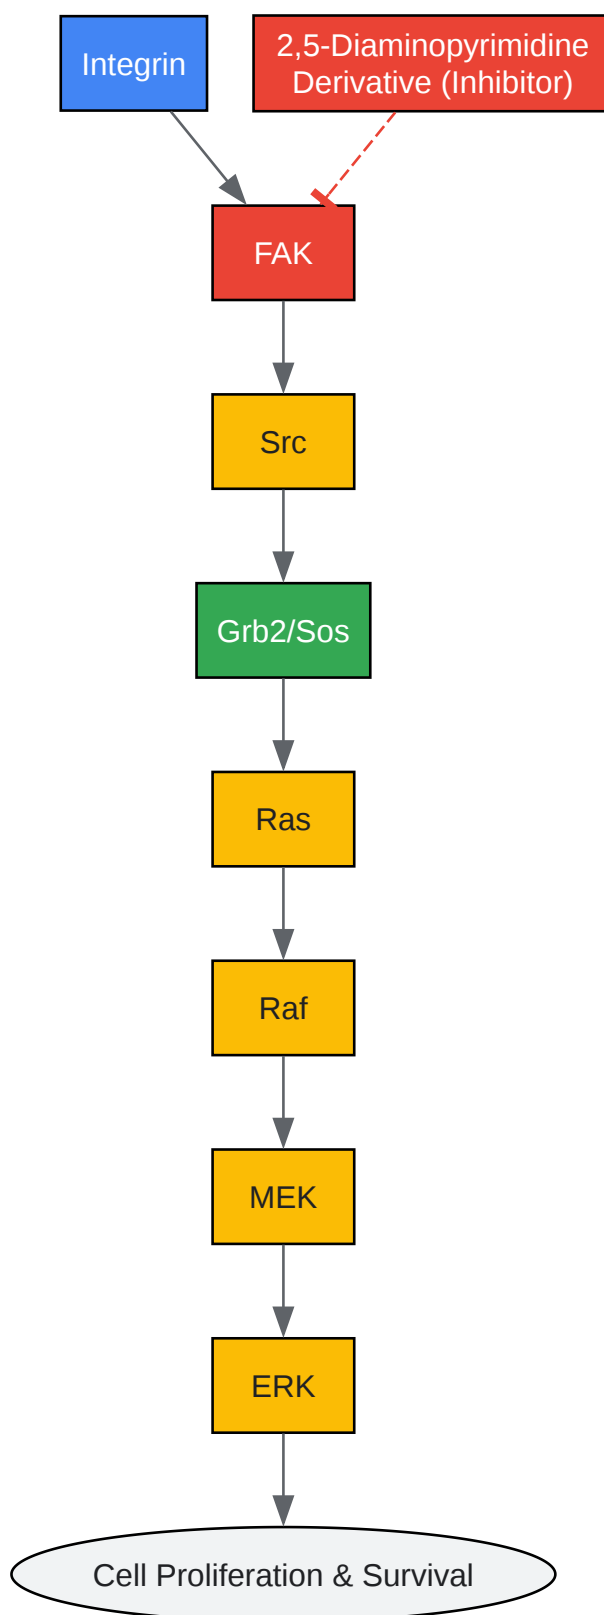 Integrin
2,5-Diaminopyrimidine
Derivative (Inhibitor)
FAK
Src
Grb2/Sos
Ras
Raf
MEK
ERK
Cell Proliferation & Survival